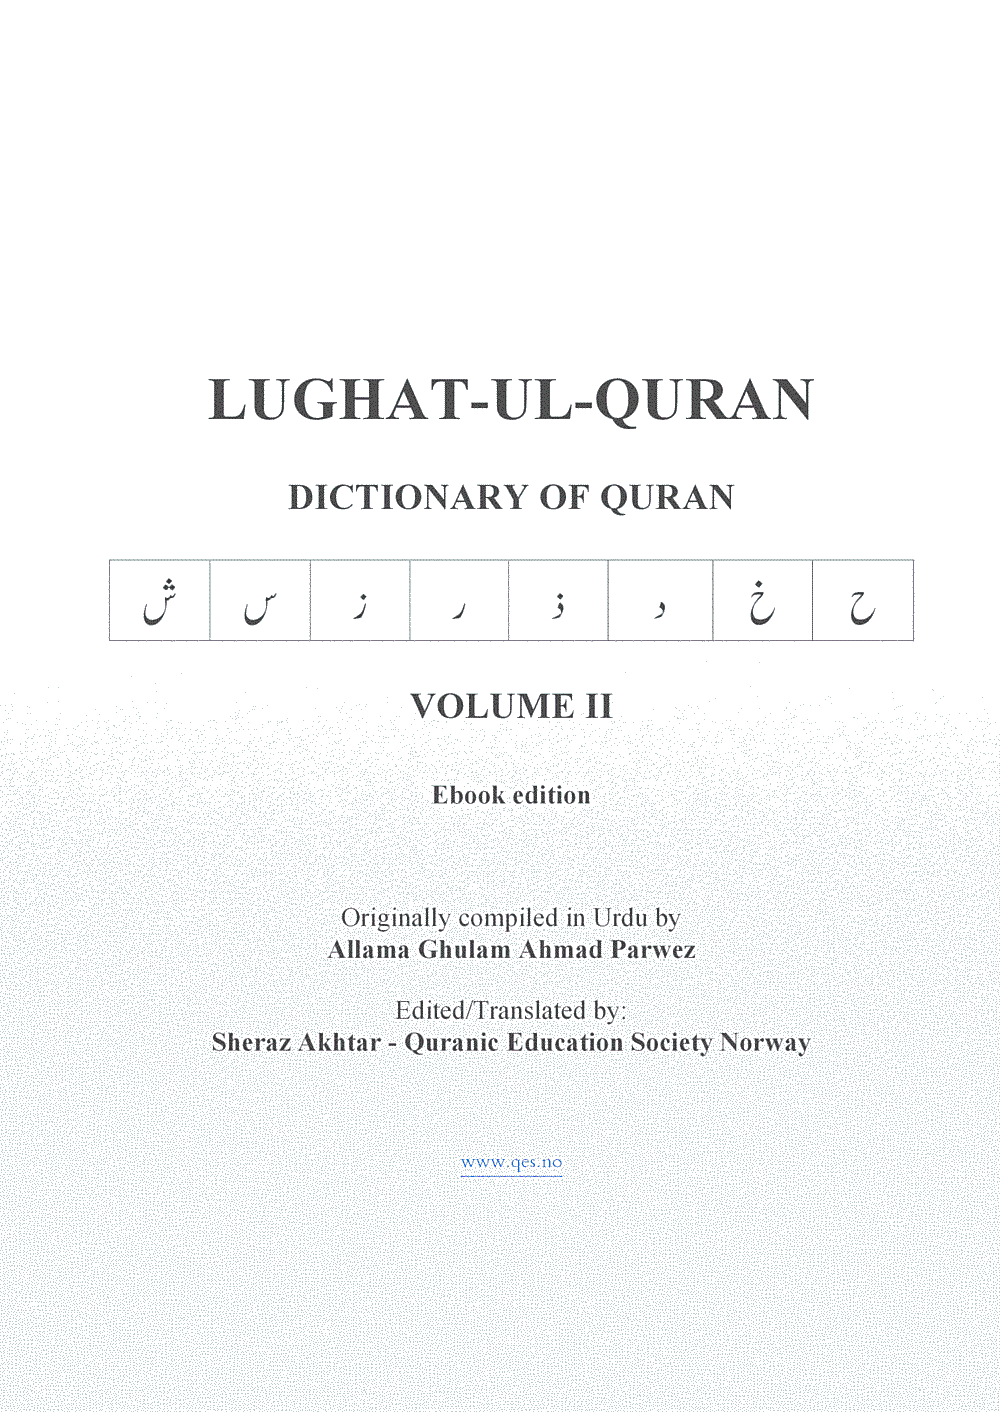 LUGHAT-UL-QURAN
DICTIONARY OF QURAN
ح خ د ذ ر ز س ش
VOLUME II
Ebook edition
Originally compiled in Urdu by
Allama Ghulam Ahmad Parwez
Edited/Translated by:
Sheraz Akhtar - Quranic Education Society Norway
www.qes.no